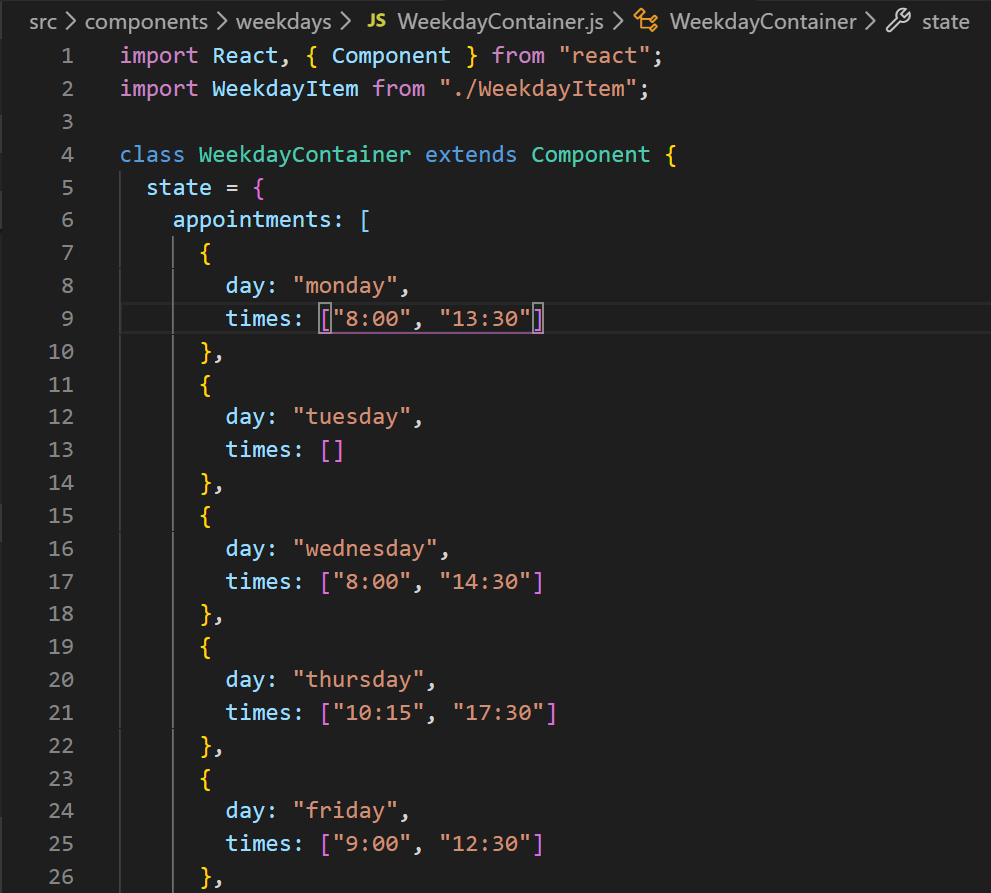 src > components > weekdays > JS WeekdayContainer.js > WeekdayContainer > state
1 import React, { Component } from "react";
2 import WeekdayItem from "./WeekdayItem";
3
4 class WeekdayContainer extends Component {
5   state = {
6     appointments: [
7       {
8         day: "monday",
9         times: ["8:00", "13:30"]
10       },
11       {
12         day: "tuesday",
13         times: []
14       },
15       {
16         day: "wednesday",
17         times: ["8:00", "14:30"]
18       },
19       {
20         day: "thursday",
21         times: ["10:15", "17:30"]
22       },
23       {
24         day: "friday",
25         times: ["9:00", "12:30"]
26       },